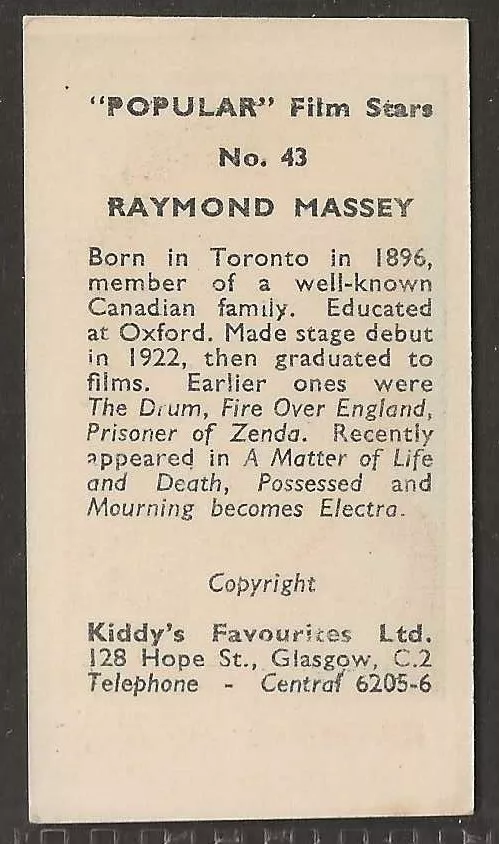 "POPULAR" Film Stars
No. 43
RAYMOND MASSEY
Born in Toronto in 1896,
member of a well-known
Canadian family. Educated
at Oxford. Made stage debut
in 1922, then graduated to
films. Earlier ones were
The Drum, Fire Over England,
Prisoner of Zenda. Recently
appeared in A Matter of Life
and Death, Possessed and
Mourning becomes Electra.
Copyright
Kiddy's Favourites Ltd.
128 Hope St., Glasgow, C.2
Telephone - Central 6205-6